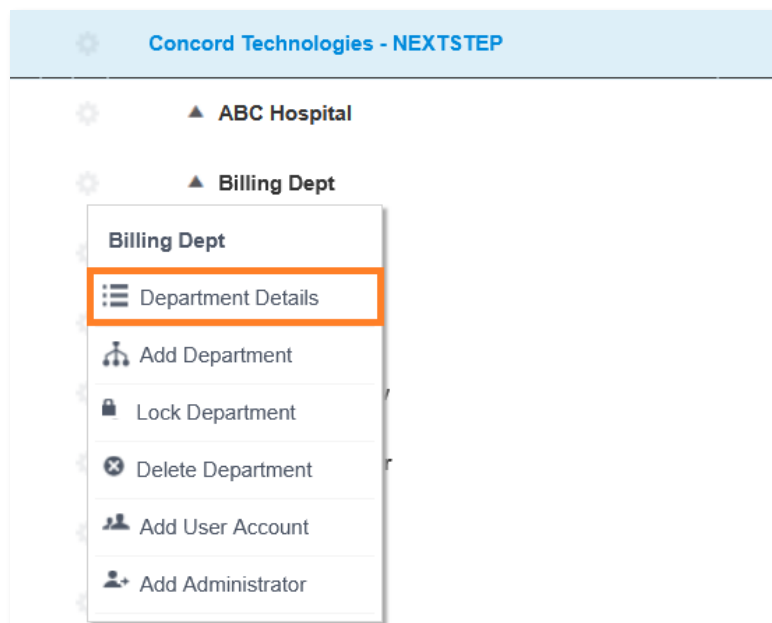 Concord Technologies - NEXTSTEP
ABC Hospital
Billing Dept
Billing Dept
Department Details
Add Department
Lock Department
Delete Department
Add User Account
Add Administrator